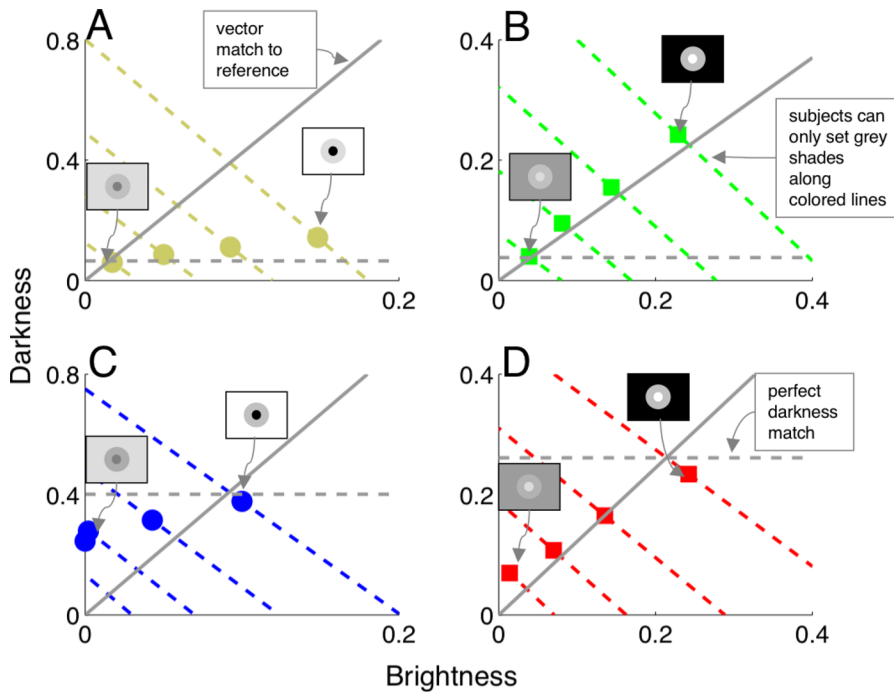 A
B
0.8
0.4
0
0
0.2
vector
match to
reference
0.4
0.2
0
0
0.2
0.4
subjects can
only set grey
shades
along
colored lines
Darkness
C
D
0.8
0.4
0
0
0.1
0.2
0.4
0.2
0
0
0.2
0.4
perfect
darkness
match
Brightness